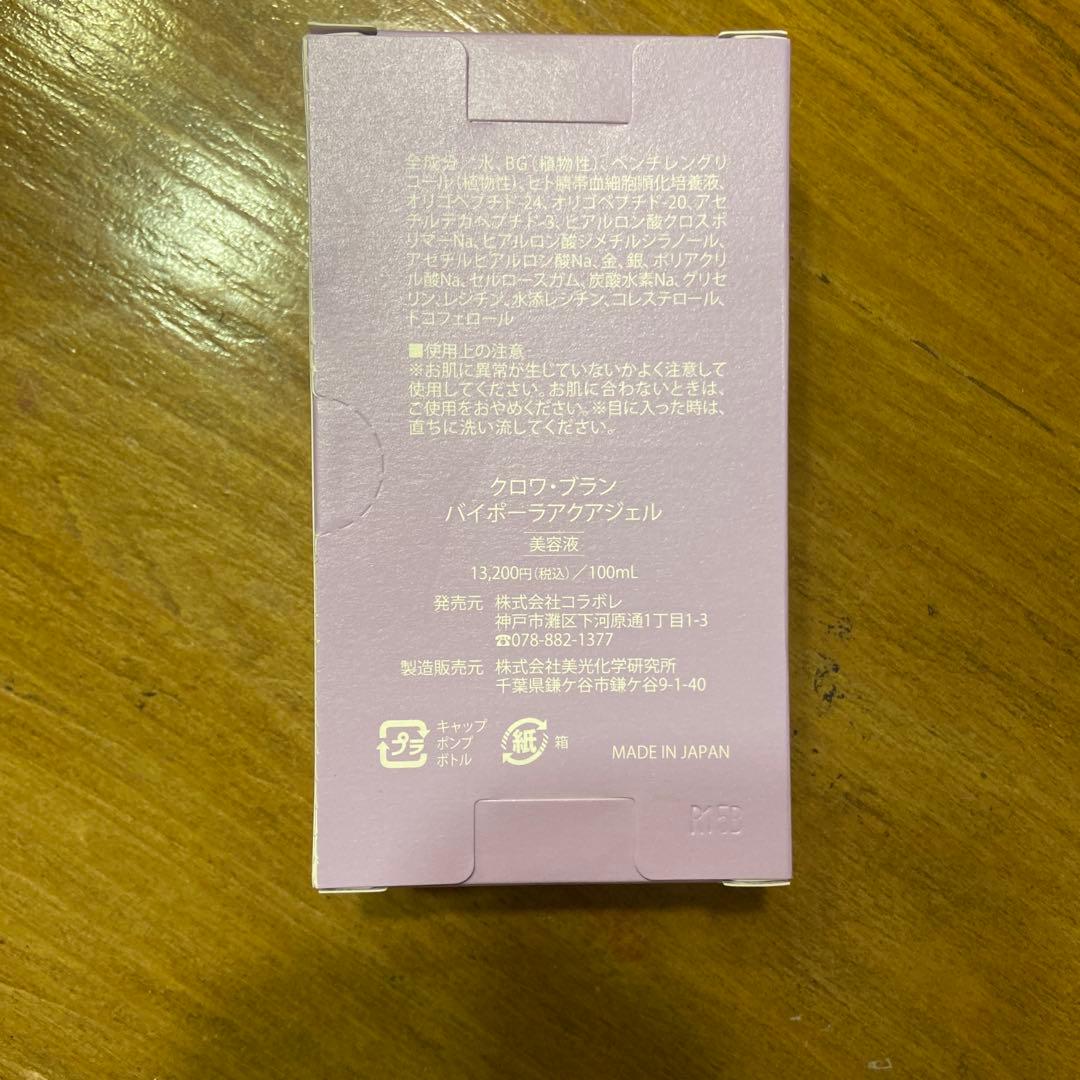 全成分：水、BG（植物性）、ペンチレングリ
コール（植物性）、ヒト臍帯血細胞順化培養液、
オリゴペプチド-24、オリゴペプチド-20、アセ
チルデカペプチド-3、ヒアルロン酸クロスポ
リマーNa、ヒアルロン酸ジメチルシラノール、
アセチルヒアルロン酸Na、金、銀、ポリアクリ
ル酸Na、セルロースガム、炭酸水素Na、グリセ
リン、レシチン、水添レシチン、コレステロール、
トコフェロール
■使用上の注意
※お肌に異常が生じていないかよく注意して
使用してください。お肌に合わないときは、
ご使用をおやめください。※目に入った時は、
直ちに洗い流してください。
クロワ・ブラン
バイポーラアクアジェル
美容液
13,200円（税込）／100mL
発売元 株式会社コラボレ
神戸市灘区下河原通1丁目1-3
☎078-882-1377
製造販売元 株式会社美光化学研究所
千葉県鎌ケ谷市鎌ケ谷9-1-40
プラ キャップ
ポンプ
ボトル
紙 箱
MADE IN JAPAN